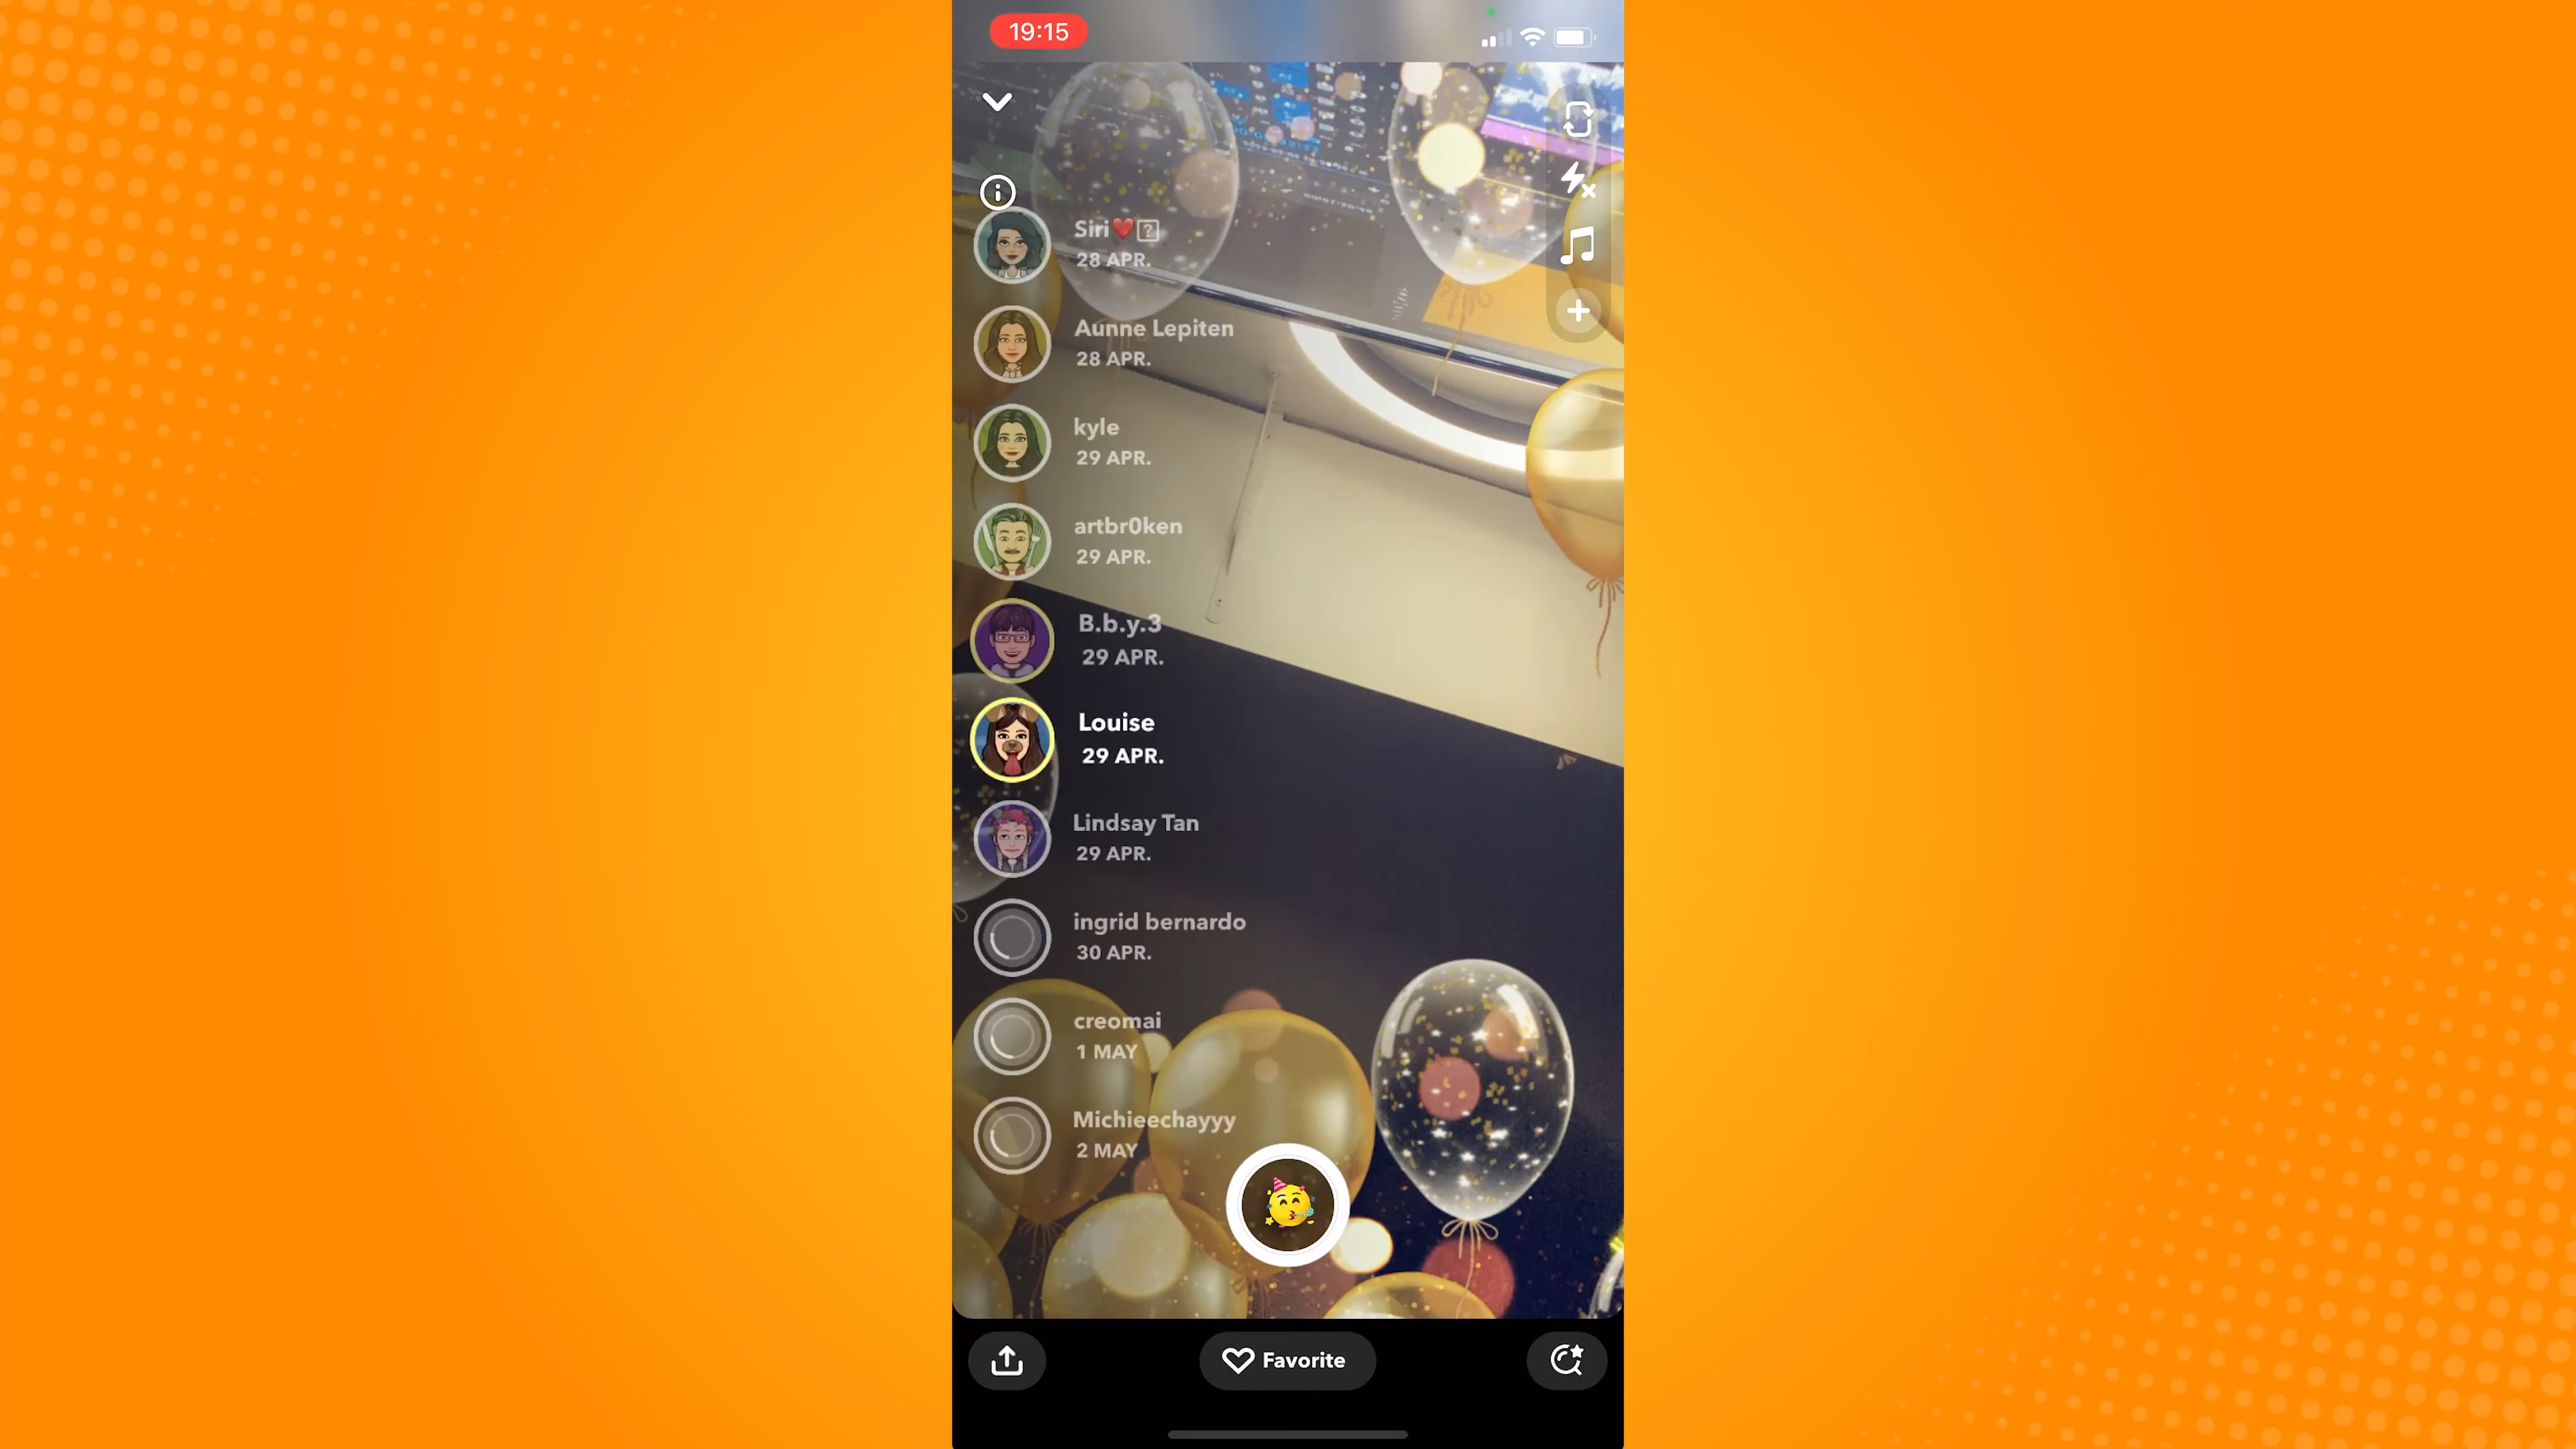 19:15
Siri❤️
28 APR.
Aunne Lepiten
28 APR.
kyle
29 APR.
artbr0ken
29 APR.
B.b.y.3
29 APR.
Louise
29 APR.
Lindsay Tan
29 APR.
ingrid bernardo
30 APR.
creomai
1 MAY
Michieechayyy
2 MAY
Favorite